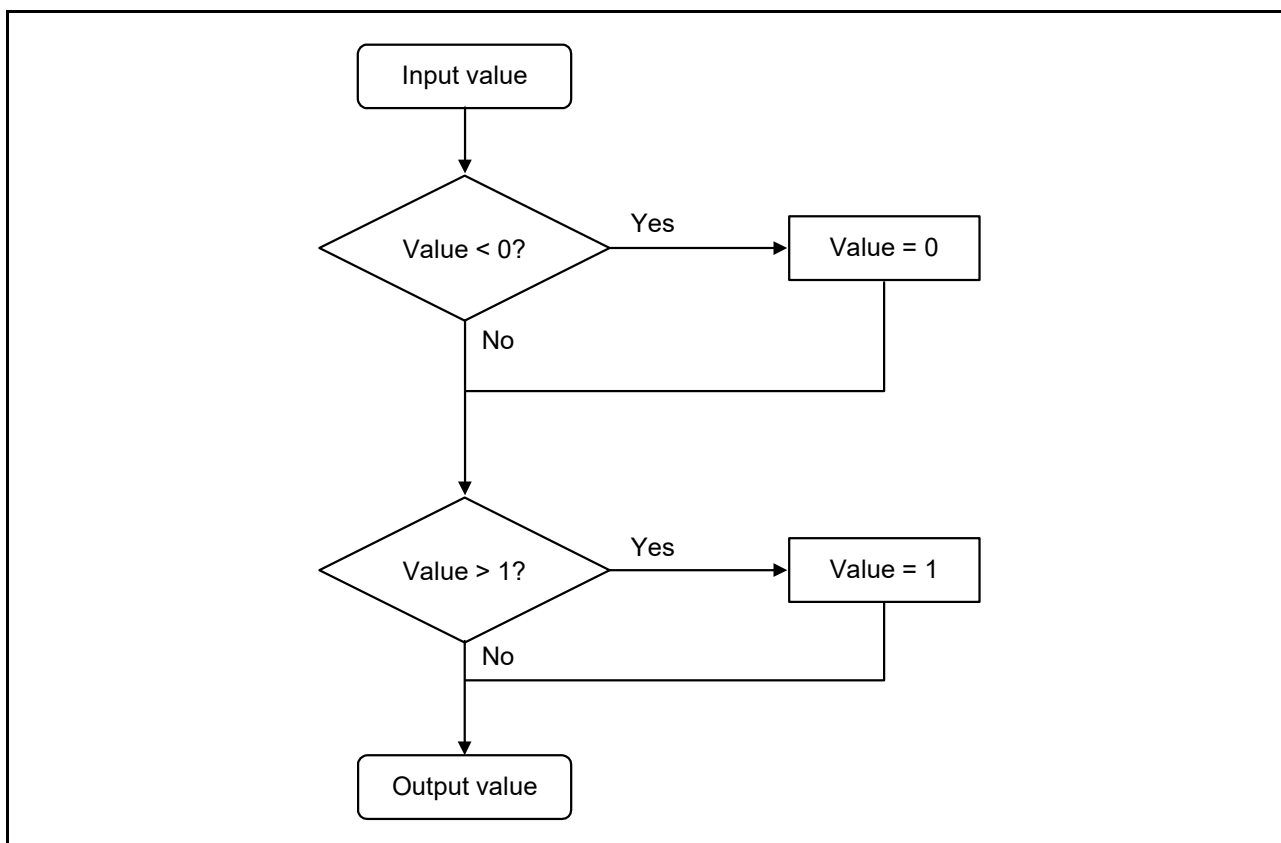 Input value
Value < 0?
Yes
Value = 0
No
Value > 1?
Yes
Value = 1
No
Output value